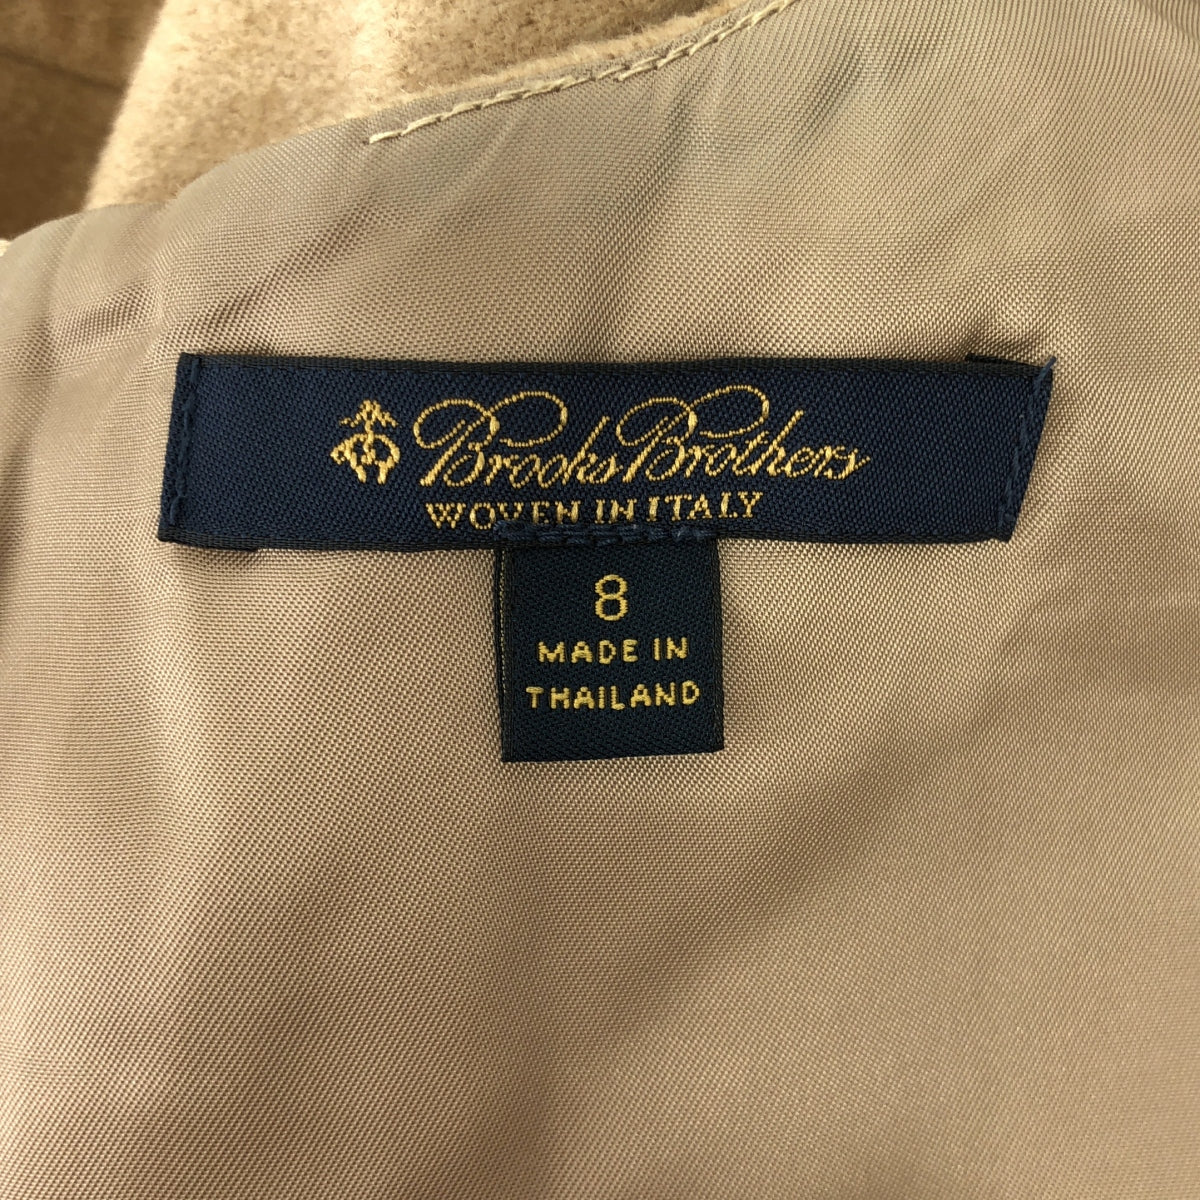 Brooks Brothers
WOVEN IN ITALY
8
MADE IN
THAILAND